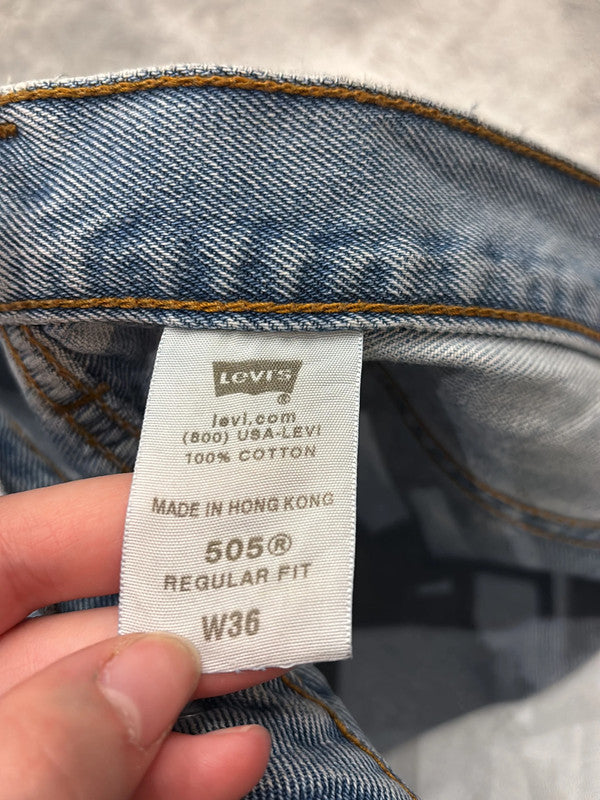 LEVI'S
®
levi.com
(800) USA-LEVI
100% COTTON
MADE IN HONG KONG
505®
REGULAR FIT
W36